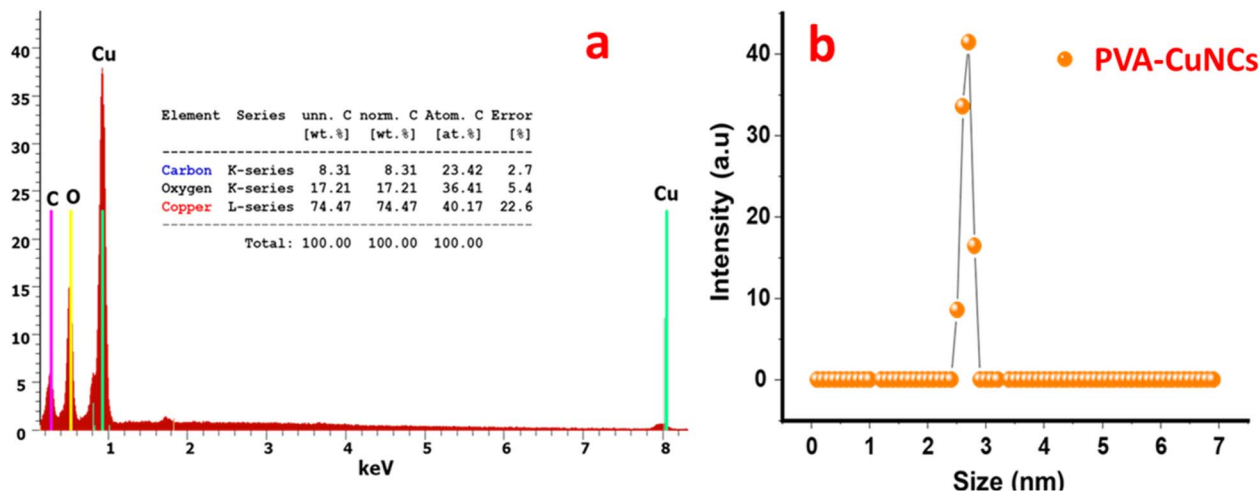 a
40
35
30
25
20
15
10
5
0
C
O
Cu
Cu
Element Series unn. C norm. C Atom. C Error
[wt.%] [wt.%] [at.%] [%]
Carbon K-series 8.31 8.31 23.42 2.7
Oxygen K-series 17.21 17.21 36.41 5.4
Copper L-series 74.47 74.47 40.17 22.6
Total: 100.00 100.00 100.00
1 2 3 4 5 6 7 8
keV
b
PVA-CuNCs
Intensity (a.u)
40
30
20
10
0
0 1 2 3 4 5 6 7
Size (nm)